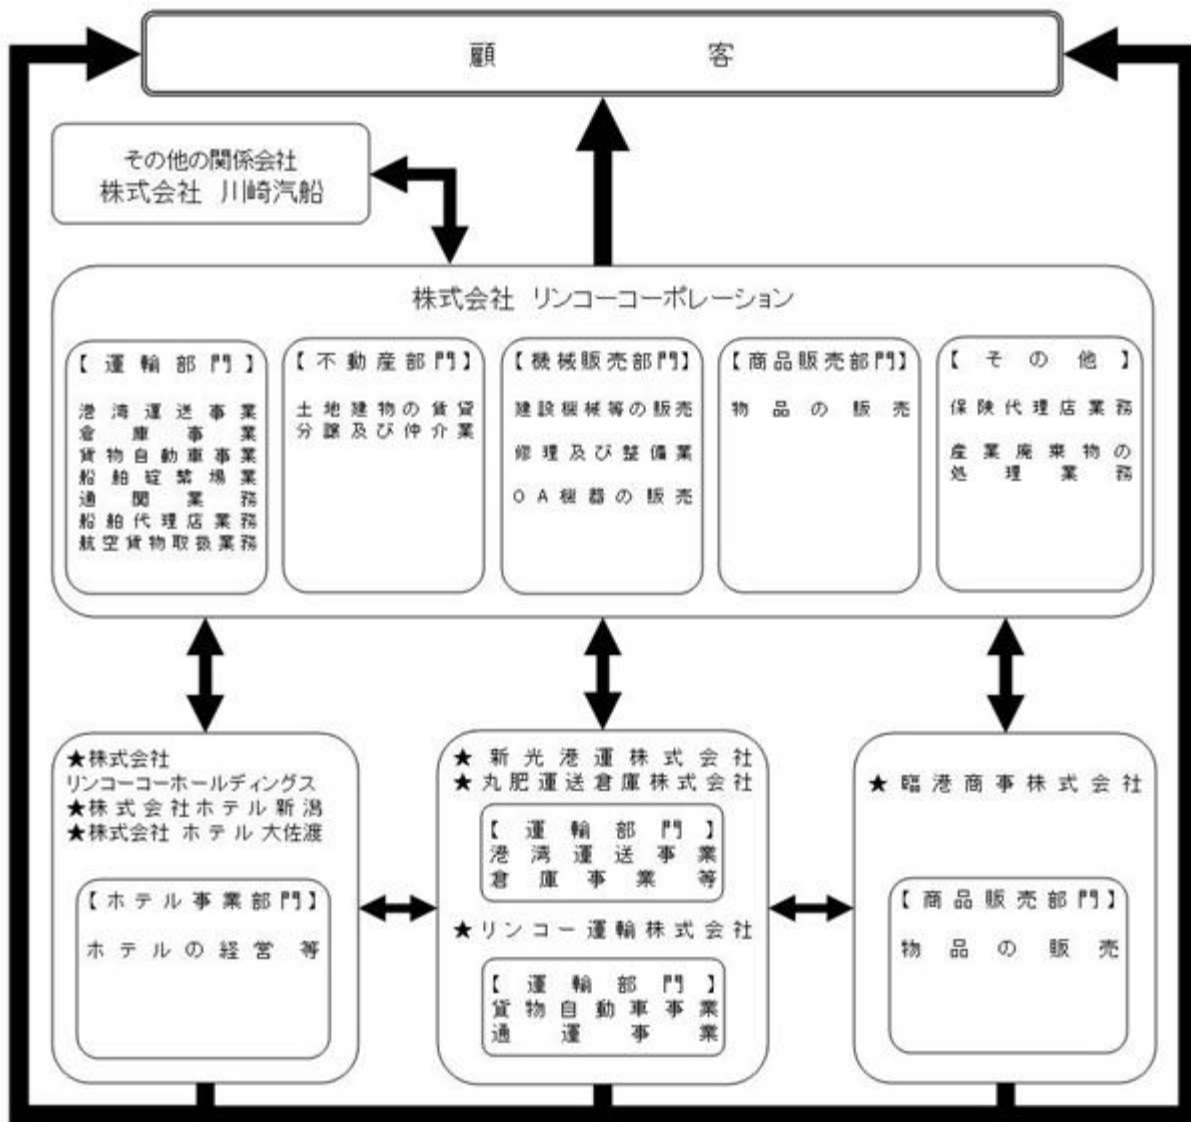 顧客
その他の関係会社
株式会社 川崎汽船
株式会社 リンコーコーポレーション
【運輸部門】
港湾運送事業
倉庫事業
貨物自動車事業
船舶碇繋場業
通関業務
船舶代理店業務
航空貨物取扱業務
【不動産部門】
土地建物の賃貸
分譲及び仲介業
【機械販売部門】
建設機械等の販売
修理及び整備業
OA機器の販売
【商品販売部門】
物品の販売
【その他】
保険代理店業務
産業廃棄物の
処理業務
★株式会社
リンコーコーホールディングス
★株式会社ホテル新潟
★株式会社 ホテル大佐渡
【ホテル事業部門】
ホテルの経営等
★新光港運株式会社
★丸肥運送倉庫株式会社
【運輸部門】
港湾運送事業
倉庫事業等
★リンコー運輸株式会社
【運輸部門】
貨物自動車事業
通運事業
★臨港商事株式会社
【商品販売部門】
物品の販売